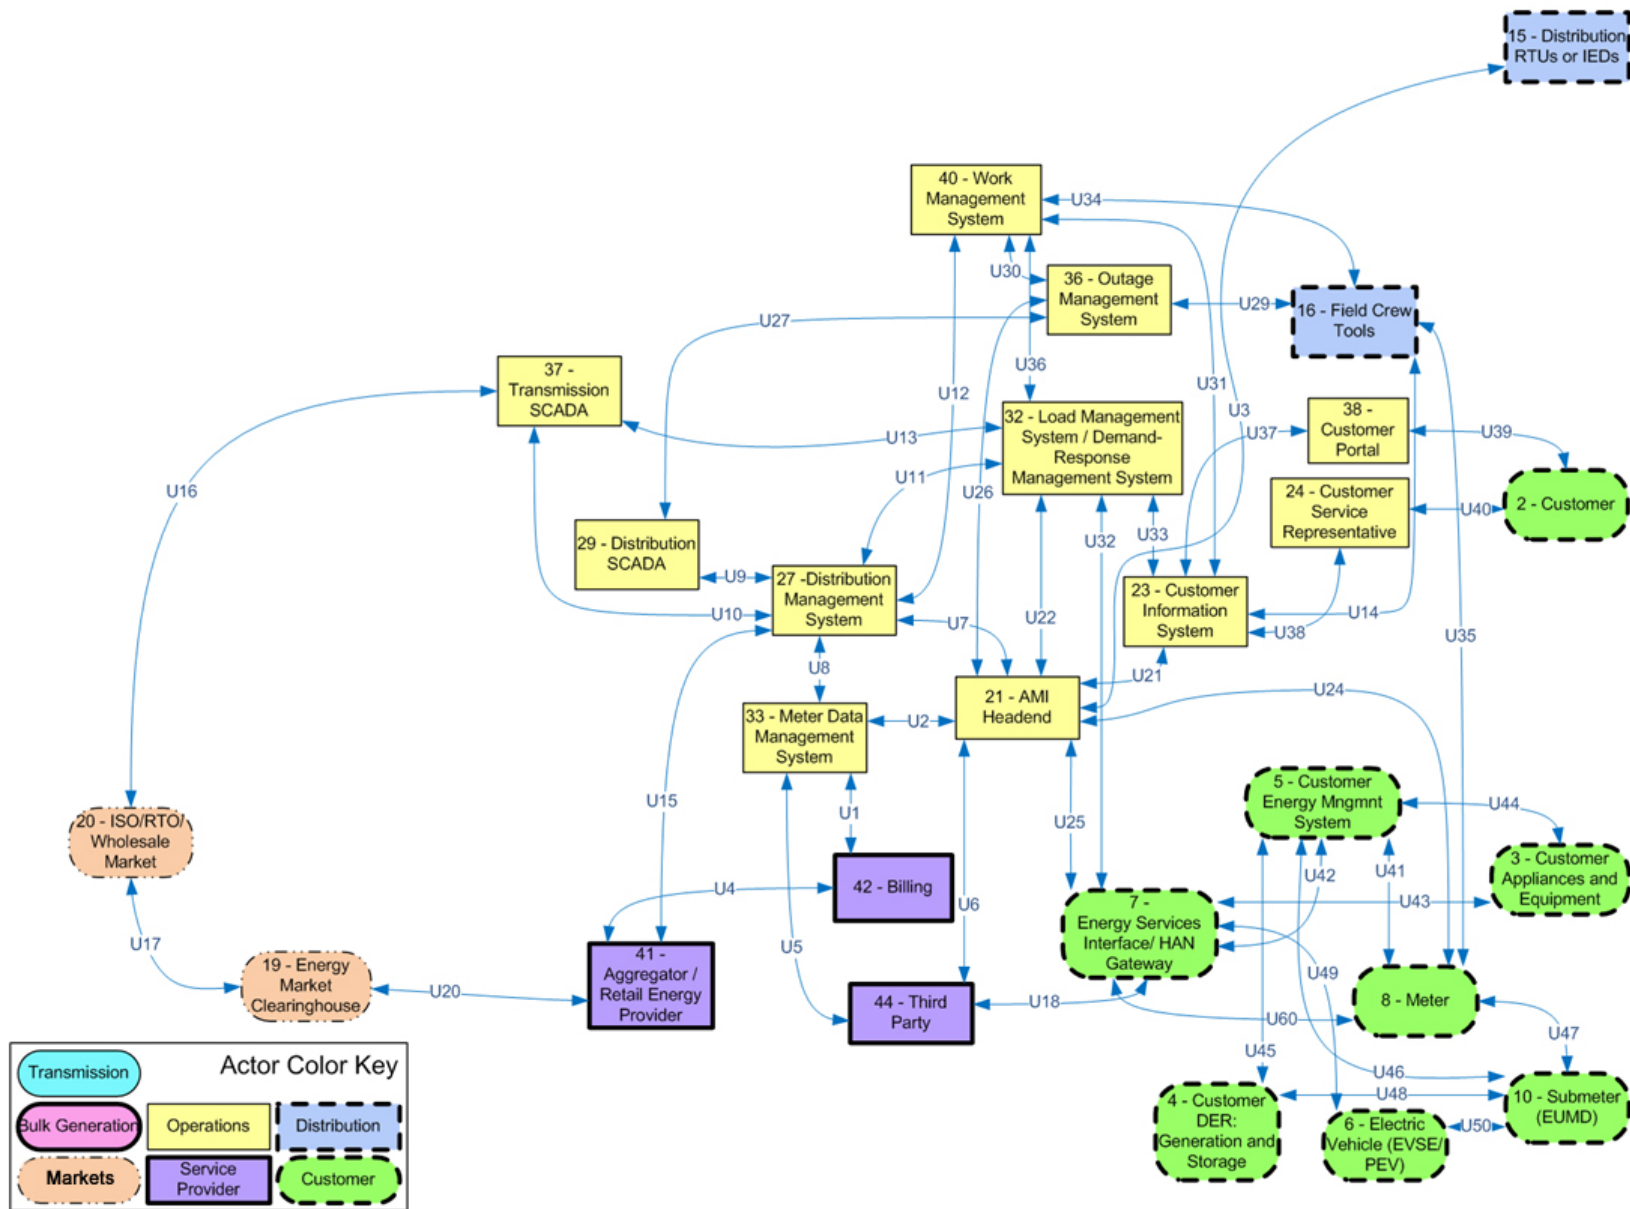 15 - Distribution
RTUs or IEDs
40 - Work
Management
System
U34
U30
36 - Outage
Management
System
U29
16 - Field Crew
Tools
U27
37 -
Transmission
SCADA
U36
U12
U31
U3
32 - Load Management
System / Demand-
Response
Management System
U13
U37
38 -
Customer
Portal
U39
U11
U26
U16
24 - Customer
Service
Representative
2 - Customer
U40
29 - Distribution
SCADA
U32
U33
U9
27 -Distribution
Management
System
23 - Customer
Information
System
U10
U7
U22
U14
U38
U35
U8
U21
21 - AMI
Headend
U24
33 - Meter Data
Management
System
U2
U15
U1
U25
5 - Customer
Energy Mngmnt
System
U44
20 - ISO/RTO/
Wholesale
Market
42 - Billing
U4
U6
U42
U41
3 - Customer
Appliances and
Equipment
7 -
Energy Services
Interface/ HAN
Gateway
U43
U17
U5
41 -
Aggregator /
Retail Energy
Provider
19 - Energy
Market
Clearinghouse
U20
U49
44 - Third
Party
U18
8 - Meter
U60
U47
U45
U46
U48
4 - Customer
DER:
Generation and
Storage
6 - Electric
Vehicle (EVSE/
PEV)
U50
10 - Submeter
(EUMD)
Actor Color Key
Transmission
Bulk Generation
Operations
Distribution
Markets
Service
Provider
Customer